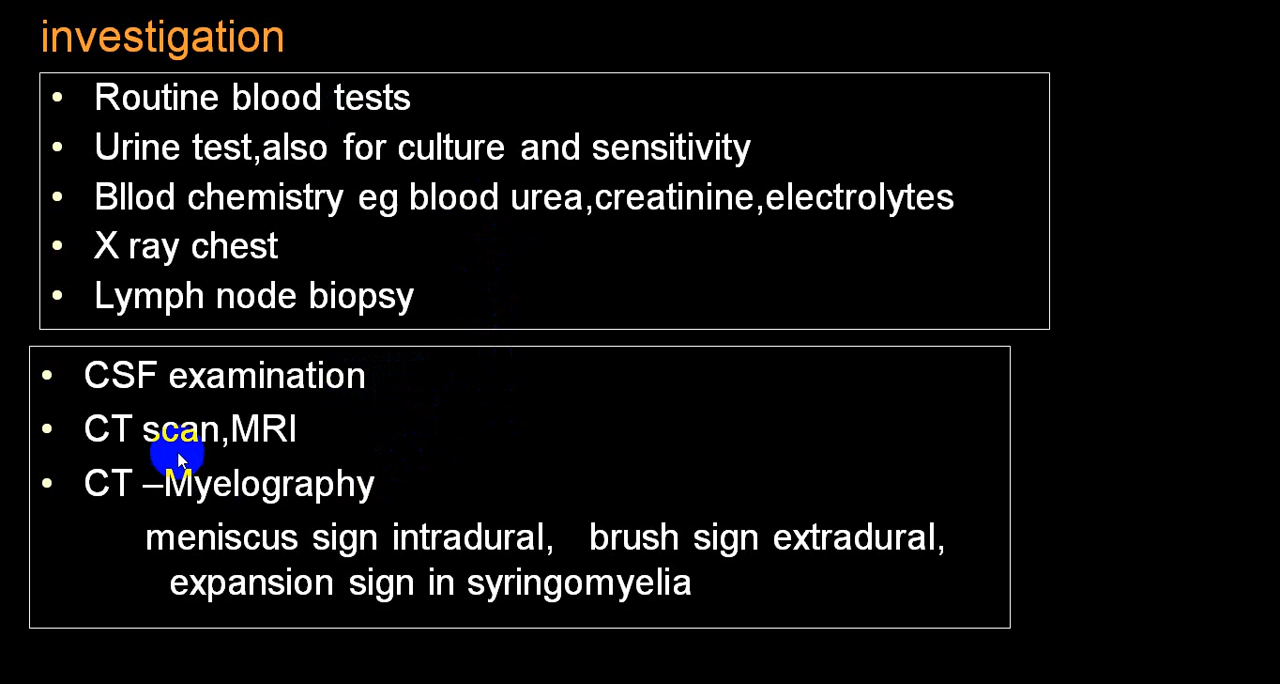 investigation
• Routine blood tests
• Urine test,also for culture and sensitivity
• Bllod chemistry eg blood urea,creatinine,electrolytes
• X ray chest
• Lymph node biopsy
• CSF examination
• CT scan,MRI
• CT –Myelography
meniscus sign intradural, brush sign extradural,
expansion sign in syringomyelia